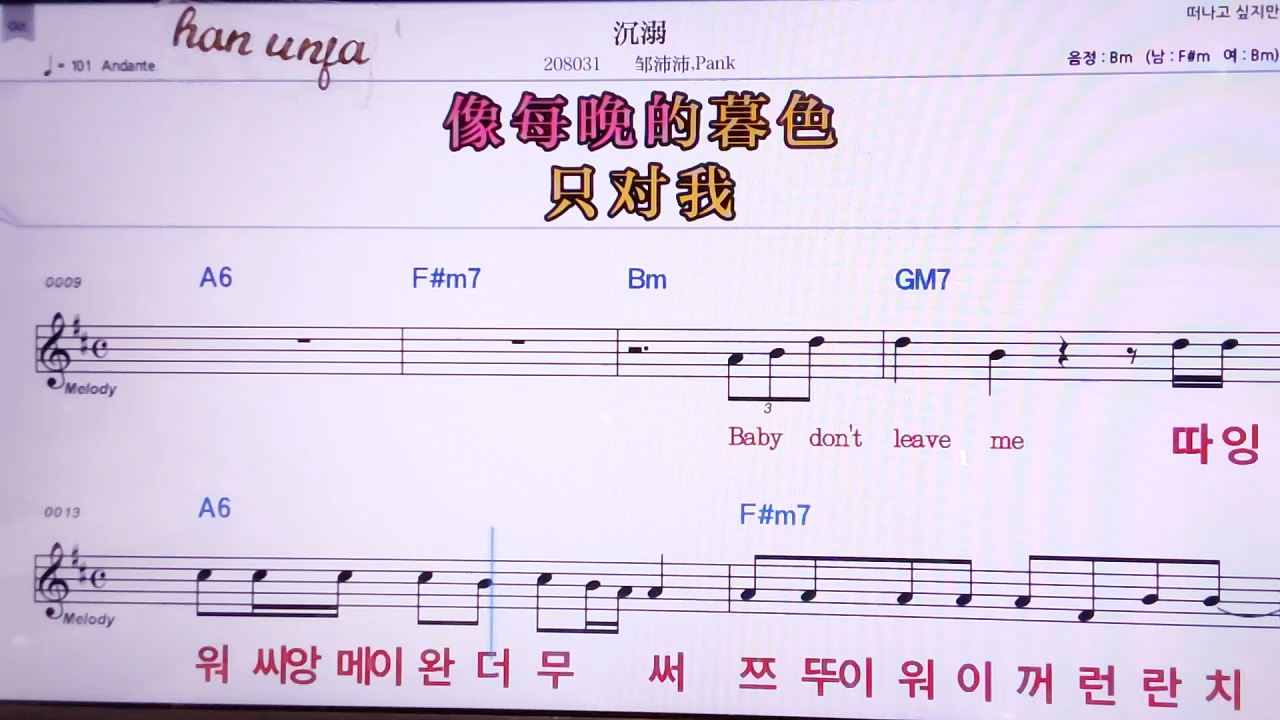 han unfa
떠나고 싶지만
沉溺
♩= 101 Andante
208031 邹沛沛,Pank
음정 : Bm (남 : F#m 여 : Bm)
像每晚的暮色
只对我
0009 A6 F#m7 Bm GM7
Melody
3
Baby don't leave me 따잉
0013 A6 F#m7
Melody
워 씨앙 메이 완 더 무 써 쯔 뚜이 워 이 꺼 런 란 치